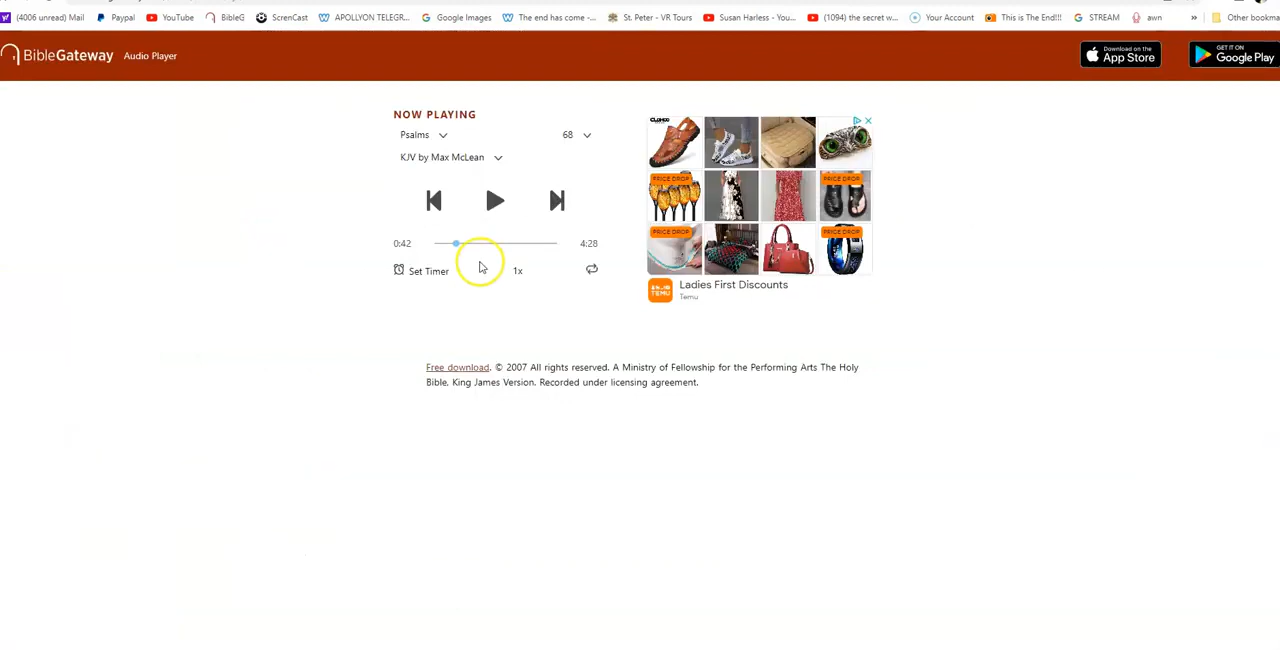 (4006 unread) Mail Paypal YouTube BibleG ScrenCast APOLLYON TELEGR... Google Images The end has come -... St. Peter - VR Tours Susan Harless - You... (1094) the secret w... Your Account This is The End!!! STREAM awn » Other bookma
BibleGateway Audio Player Download on the App Store GET IT ON Google Play
NOW PLAYING
Psalms 68
KJV by Max McLean
0:42 4:28
Set Timer 1x
PRICE DROP PRICE DROP
PRICE DROP PRICE DROP
Ladies First Discounts
TEMU Temu
Free download. © 2007 All rights reserved. A Ministry of Fellowship for the Performing Arts The Holy
Bible, King James Version. Recorded under licensing agreement.